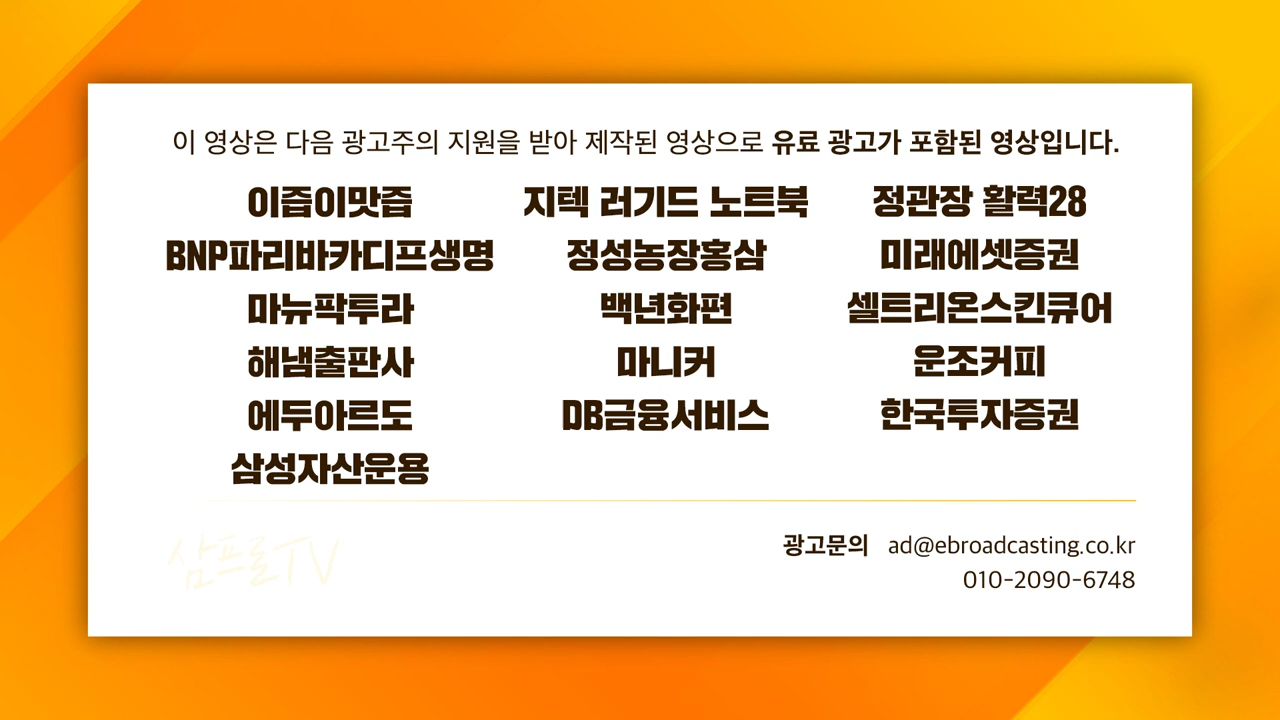 이 영상은 다음 광고주의 지원을 받아 제작된 영상으로 유료 광고가 포함된 영상입니다.
이즙이맛즙 지텍 러기드 노트북 정관장 활력28
BNP파리바카디프생명 정성농장홍삼 미래에셋증권
마뉴팍투라 백년화편 셀트리온스킨큐어
해냄출판사 마니커 운조커피
에두아르도 DB금융서비스 한국투자증권
삼성자산운용
삼프로TV
광고문의 ad@ebroadcasting.co.kr
010-2090-6748